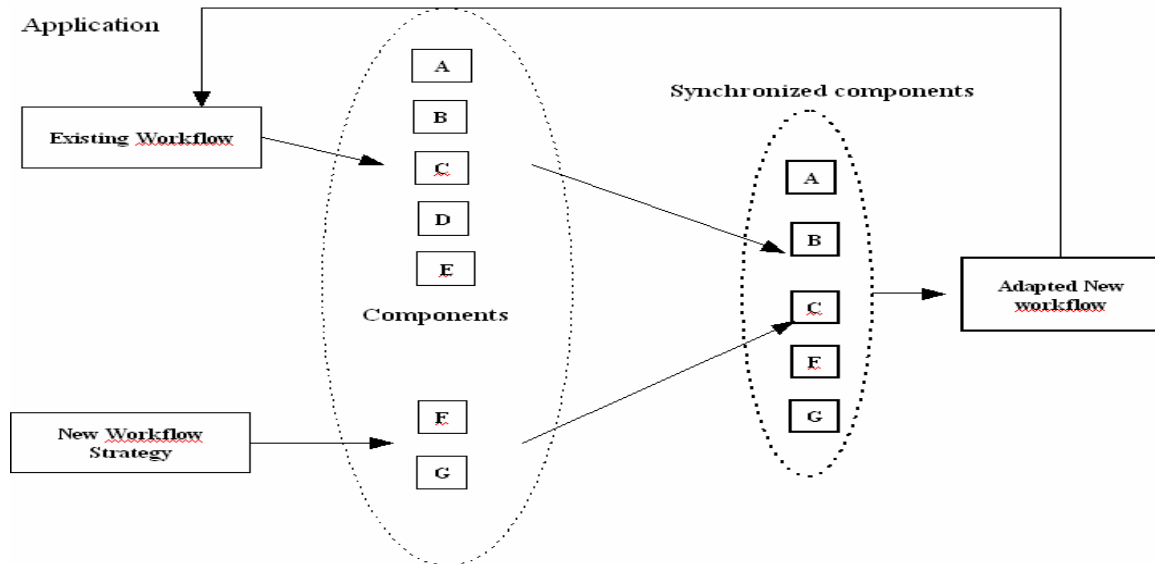 Application
Existing Workflow
A
B
C
D
E
Components
New Workflow
Strategy
F
G
Synchronized components
A
B
C
F
G
Adapted New
workflow